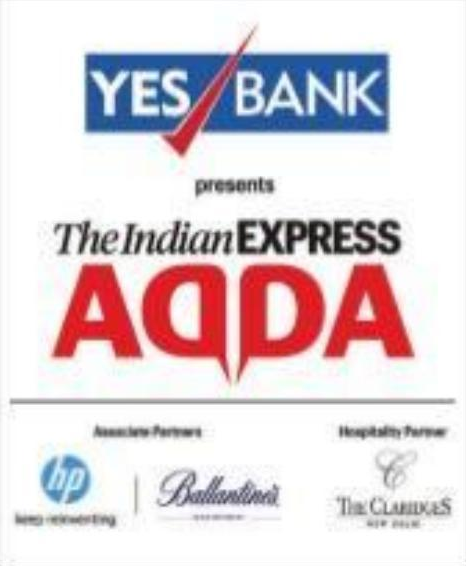 YES BANK
presents
The Indian EXPRESS
ADDA
Associate Partners
Hospitality Partner
hp
keep reinventing
Ballantine's
THE CLARIDGES
NEW DELHI